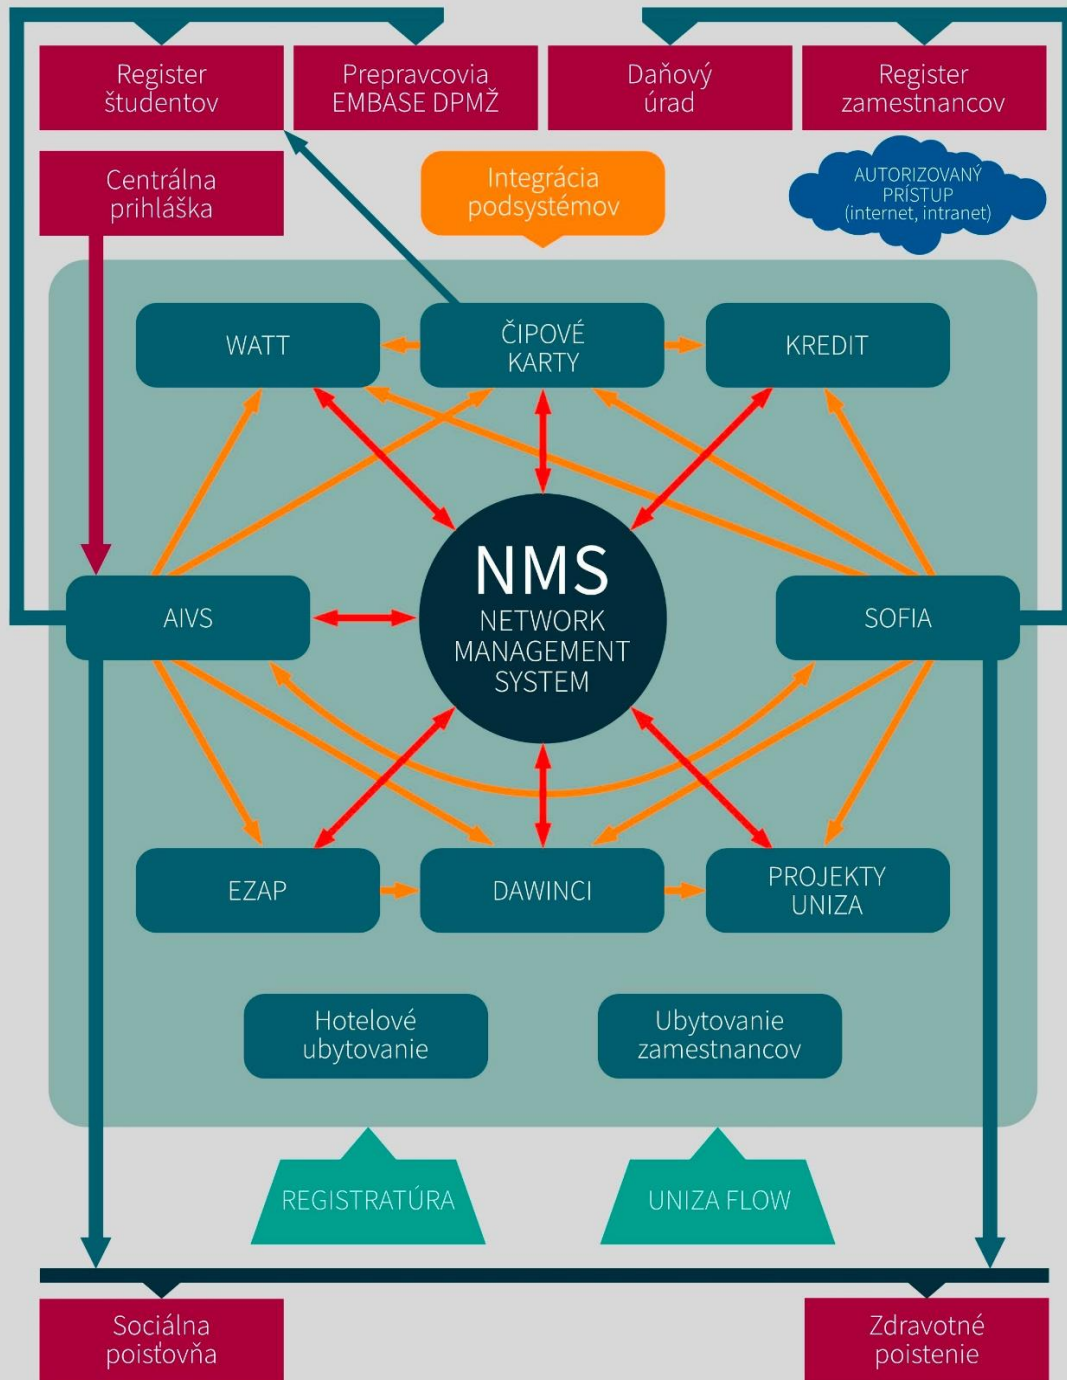 Register
študentov
Prepravcovia
EMBASE DPMŽ
Daňový
úrad
Register
zamestnancov
Centrálna
prihláška
Integrácia
podsystémov
AUTORIZOVANÝ
PRÍSTUP
(internet, intranet)
WATT
ČIPOVÉ
KARTY
KREDIT
AIVS
NMS
NETWORK
MANAGEMENT
SYSTEM
SOFIA
EZAP
DAWINCI
PROJEKTY
UNIZA
Hotelové
ubytovanie
Ubytovanie
zamestnancov
REGISTRATÚRA
UNIZA FLOW
Sociálna
poisťovňa
Zdravotné
poistenie